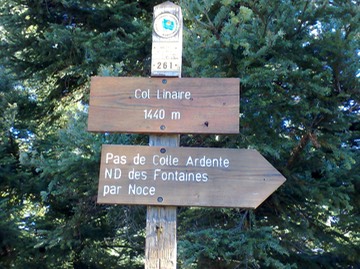 261
Col Linaire
1440 m
Pas de Colle Ardente
ND des Fontaines
par Noce